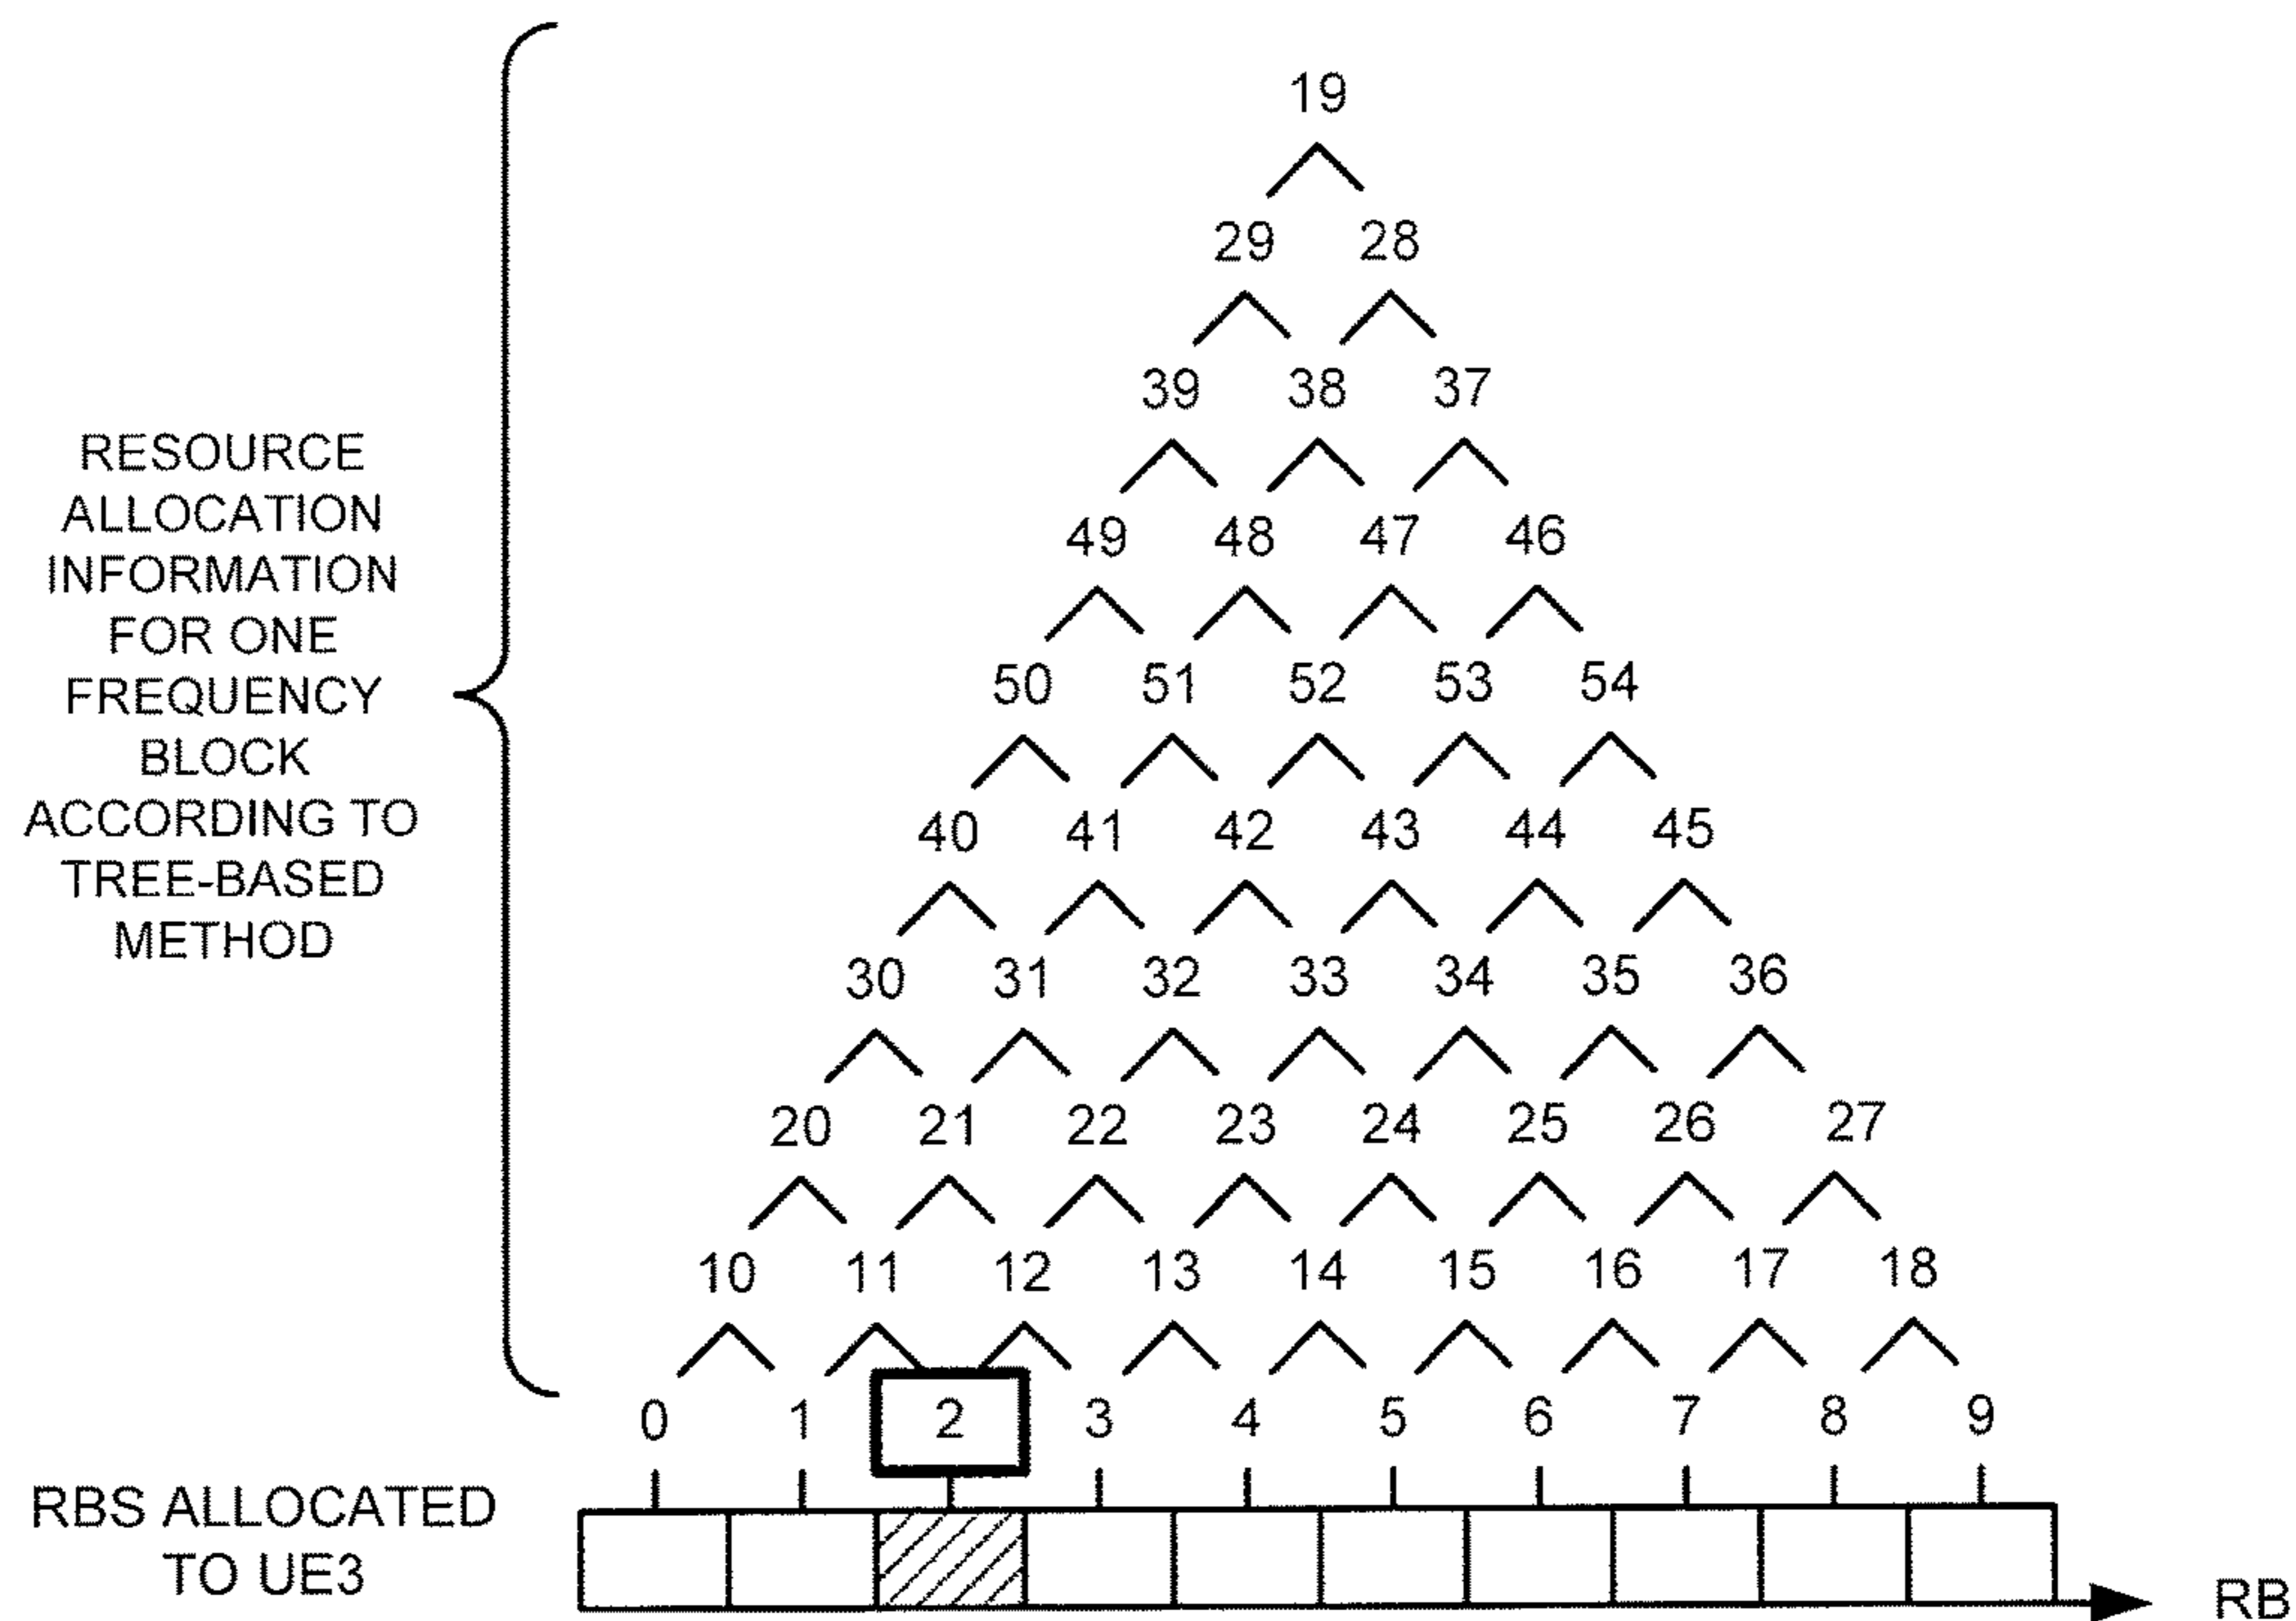 19
29 28
39 38 37
49 48 47 46
50 51 52 53 54
40 41 42 43 44 45
30 31 32 33 34 35 36
20 21 22 23 24 25 26 27
10 11 12 13 14 15 16 17 18
0 1 2 3 4 5 6 7 8 9
RESOURCE
ALLOCATION
INFORMATION
FOR ONE
FREQUENCY
BLOCK
ACCORDING TO
TREE-BASED
METHOD
RBS ALLOCATED
TO UE3
RB